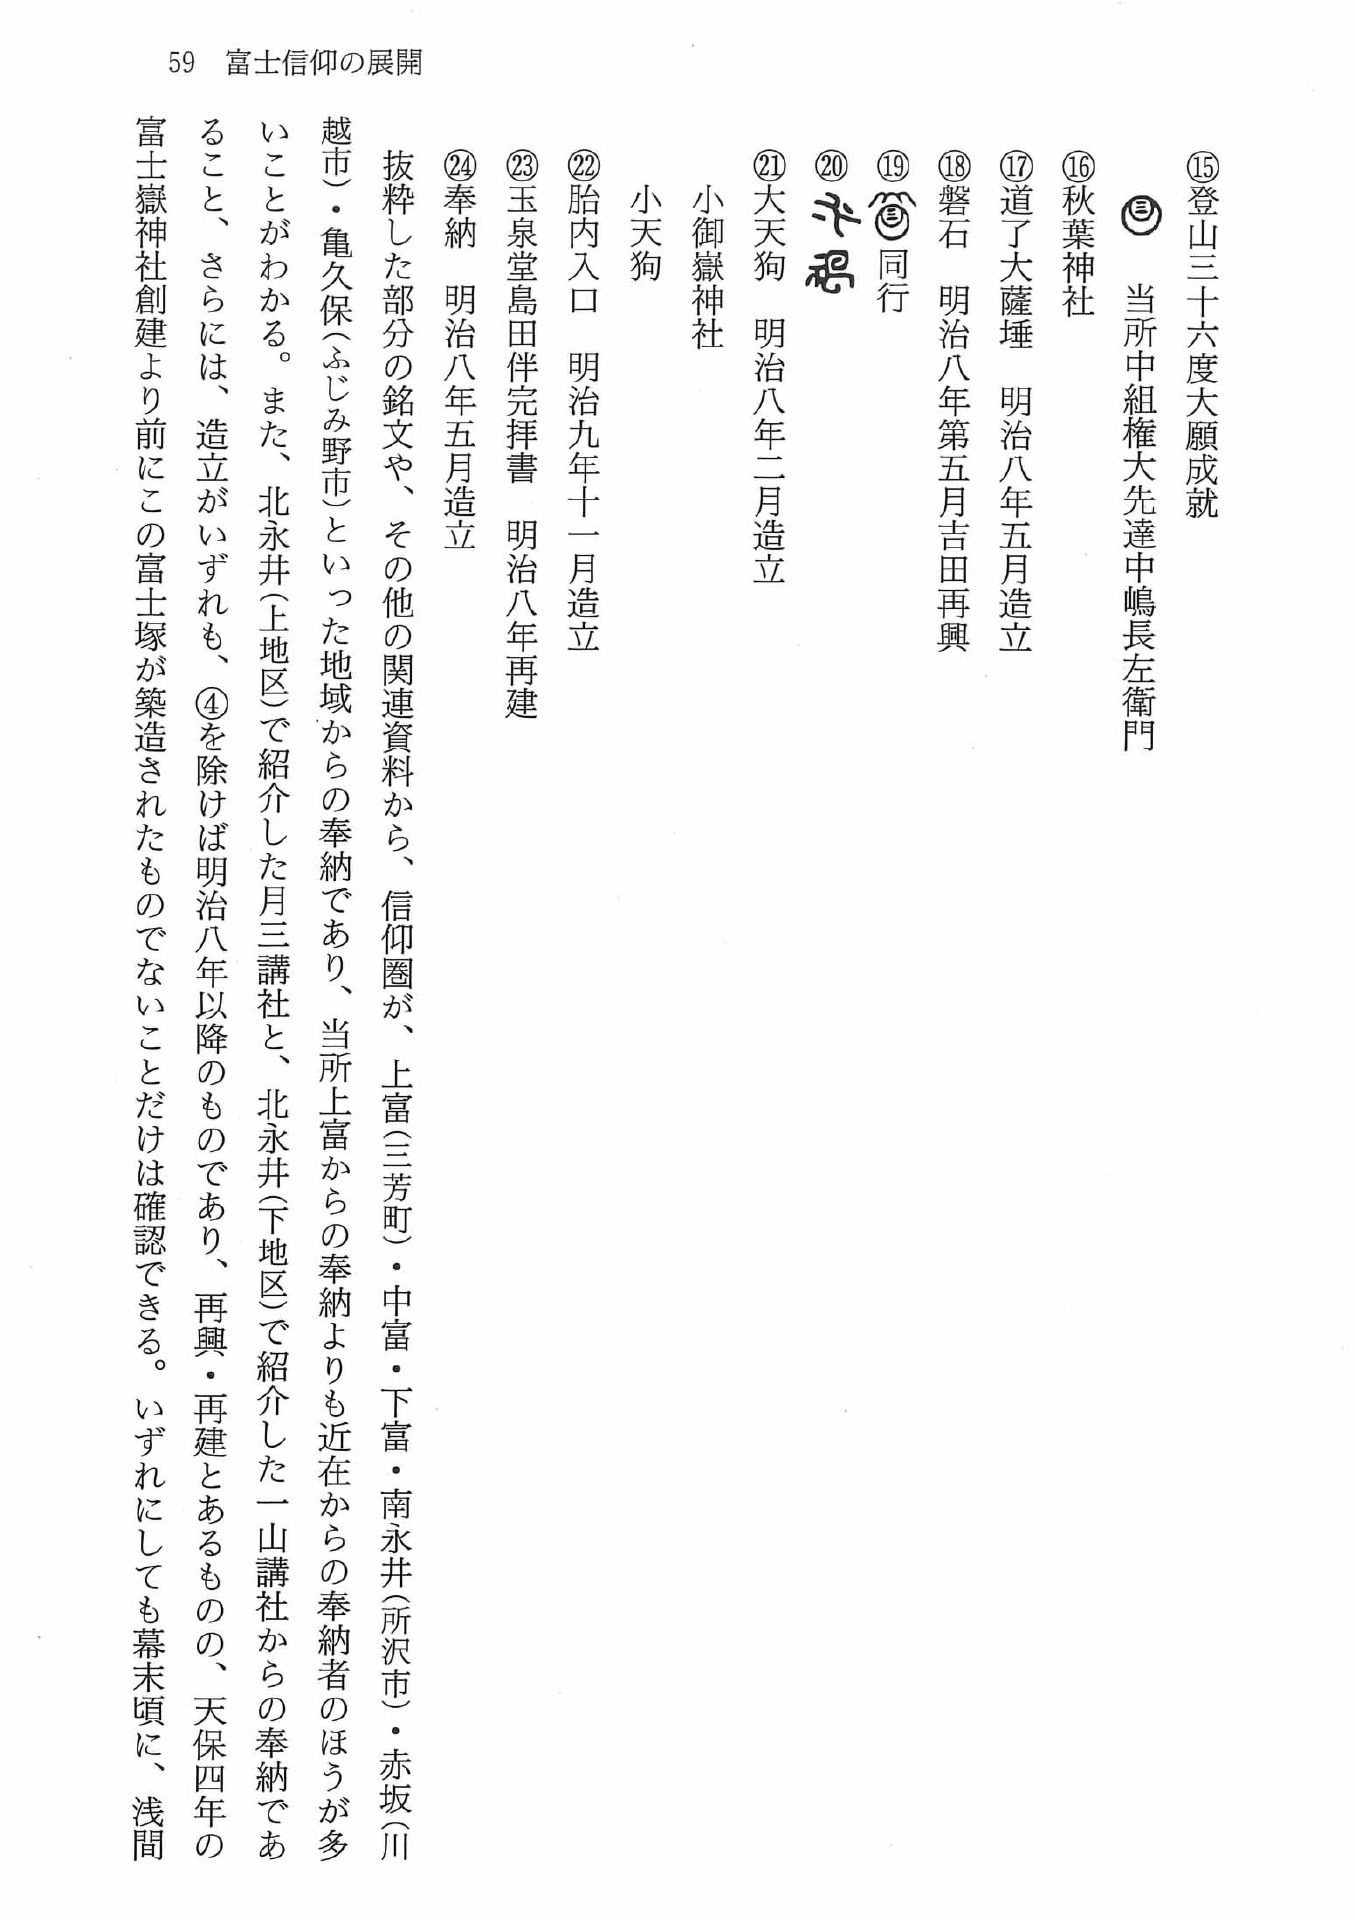 59　富士信仰の展開
⑮登山三十六度大願成就
㊂　当所中組権大先達中嶋長左衛門
⑯秋葉神社
⑰道了大薩埵　明治八年五月造立
⑱磐石　明治八年第五月吉田再興
⑲同行
⑳
㉑大天狗　明治八年二月造立
小御嶽神社
小天狗
㉒胎内入口　明治九年十一月造立
㉓玉泉堂島田伴完拝書　明治八年再建
㉔奉納　明治八年五月造立
抜粋した部分の銘文や、その他の関連資料から、信仰圏が、上富（三芳町）・中富・下富・南永井（所沢市）・赤坂（川
越市）・亀久保（ふじみ野市）といった地域からの奉納であり、当所上富からの奉納よりも近在からの奉納者のほうが多
いことがわかる。また、北永井（上地区）で紹介した月三講社と、北永井（下地区）で紹介した一山講社からの奉納であ
ること、さらには、造立がいずれも、④を除けば明治八年以降のものであり、再興・再建とあるものの、天保四年の
富士嶽神社創建より前にこの富士塚が築造されたものでないことだけは確認できる。いずれにしても幕末頃に、浅間